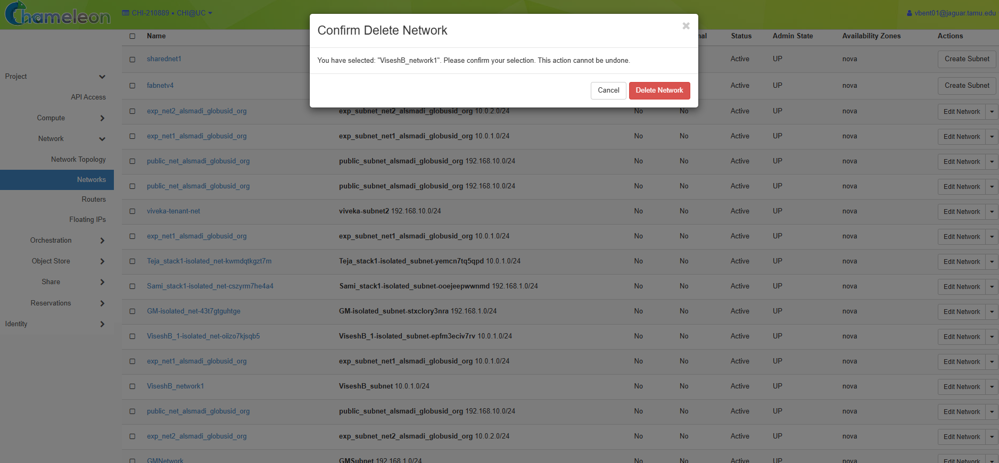 Chameleon
CHI-210889 • CHI@UC
vbent01@jaguar.tamu.edu
Confirm Delete Network
You have selected: "ViseshB_network1". Please confirm your selection. This action cannot be undone.
Cancel
Delete Network
Project
API Access
Compute
Network
Network Topology
Networks
Routers
Floating IPs
Orchestration
Object Store
Share
Reservations
Identity
Name Status Admin State Availability Zones Actions
sharednet1 Active UP nova Create Subnet
fabnetv4 Active UP nova Create Subnet
exp_net2_alsmadi_globusid_org exp_subnet_net2_alsmadi_globusid_org 10.0.2.0/24 No No Active UP nova Edit Network
exp_net1_alsmadi_globusid_org exp_subnet_net1_alsmadi_globusid_org 10.0.1.0/24 No No Active UP nova Edit Network
public_net_alsmadi_globusid_org public_subnet_alsmadi_globusid_org 192.168.10.0/24 No No Active UP nova Edit Network
public_net_alsmadi_globusid_org public_subnet_alsmadi_globusid_org 192.168.10.0/24 No No Active UP nova Edit Network
viveka-tenant-net viveka-subnet2 192.168.10.0/24 No No Active UP nova Edit Network
exp_net1_alsmadi_globusid_org exp_subnet_net1_alsmadi_globusid_org 10.0.1.0/24 No No Active UP nova Edit Network
Teja_stack1-isolated_net-kwmdqtkgzt7m Teja_stack1-isolated_subnet-yemcn7tq5qpd 10.0.1.0/24 No No Active UP nova Edit Network
Sami_stack1-isolated_net-cszyrm7he4a4 Sami_stack1-isolated_subnet-ooejeepwwnmd 192.168.1.0/24 No No Active UP nova Edit Network
GM-isolated_net-43t7gtguhtge GM-isolated_subnet-stxclory3nra 192.168.1.0/24 No No Active UP nova Edit Network
ViseshB_1-isolated_net-oiizo7kjsqb5 ViseshB_1-isolated_subnet-epfm3eciv7rv 10.0.1.0/24 No No Active UP nova Edit Network
exp_net1_alsmadi_globusid_org exp_subnet_net1_alsmadi_globusid_org 10.0.1.0/24 No No Active UP nova Edit Network
ViseshB_network1 ViseshB_subnet 10.0.1.0/24 No No Active UP nova Edit Network
public_net_alsmadi_globusid_org public_subnet_alsmadi_globusid_org 192.168.10.0/24 No No Active UP nova Edit Network
exp_net2_alsmadi_globusid_org exp_subnet_net2_alsmadi_globusid_org 10.0.2.0/24 No No Active UP nova Edit Network
GMNetwork GMSubnet 192.168.1.0/24 No No Active UP nova Edit Network